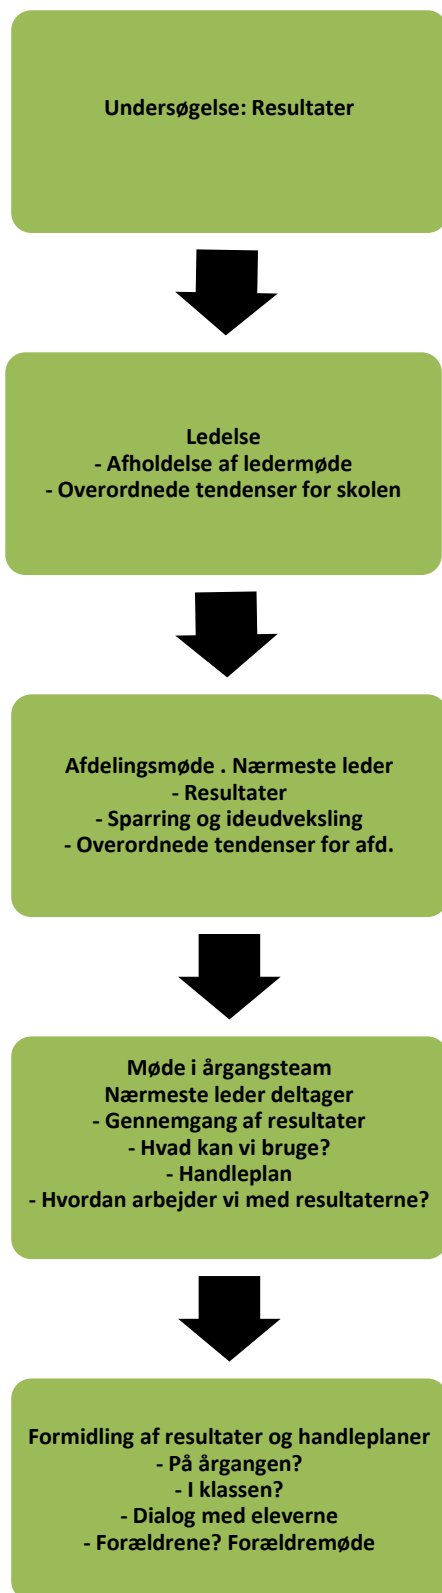 Undersøgelse: Resultater
Ledelse
- Afholdelse af ledermøde
- Overordnede tendenser for skolen
Afdelingsmøde . Nærmeste leder
- Resultater
- Sparring og ideudveksling
- Overordnede tendenser for afd.
Møde i årgangsteam
Nærmeste leder deltager
- Gennemgang af resultater
- Hvad kan vi bruge?
- Handleplan
- Hvordan arbejder vi med resultaterne?
Formidling af resultater og handleplaner
- På årgangen?
- I klassen?
- Dialog med eleverne
- Forældrene? Forældremøde